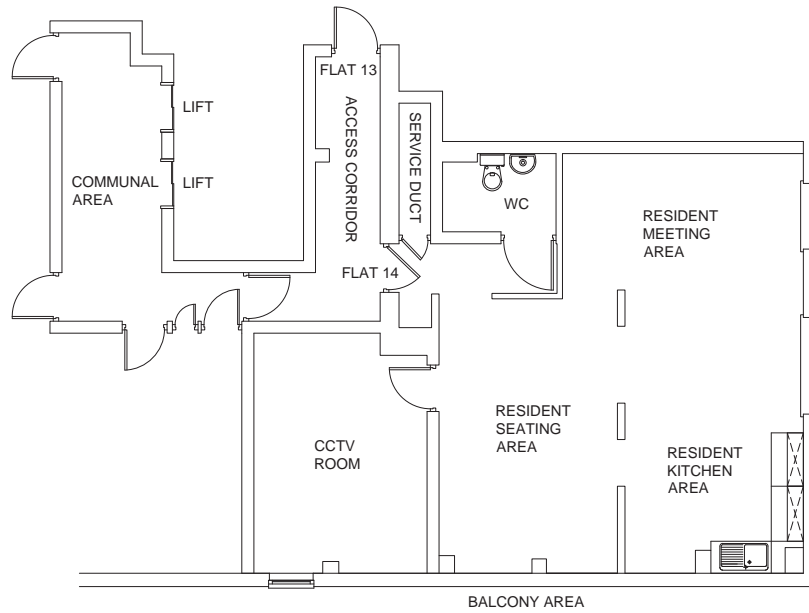 FLAT 13
LIFT
ACCESS CORRIDOR
SERVICE DUCT
COMMUNAL
AREA
LIFT
WC
RESIDENT
MEETING
AREA
FLAT 14
RESIDENT
SEATING
AREA
CCTV
ROOM
RESIDENT
KITCHEN
AREA
BALCONY AREA